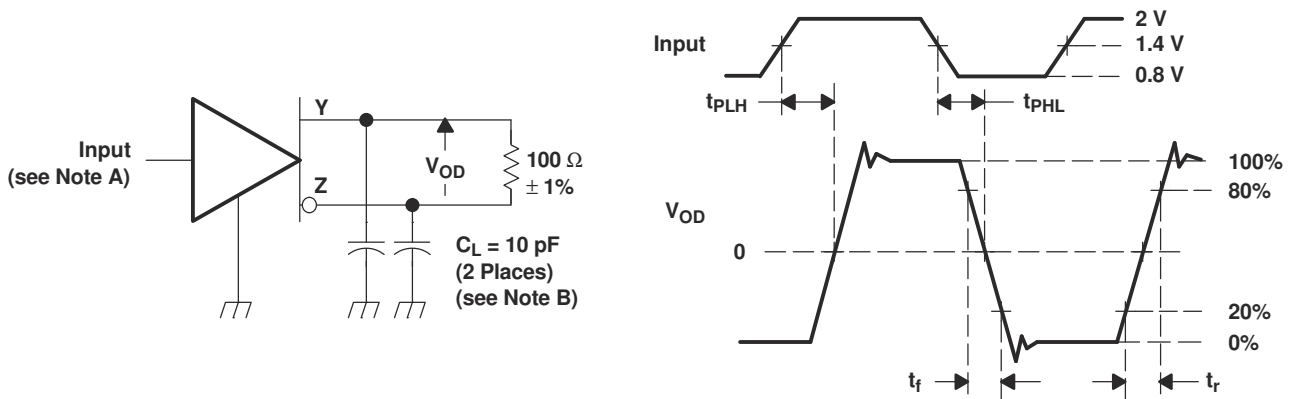 Input
(see Note A)
Y
Z
V_OD
100 Ω
± 1%
C_L = 10 pF
(2 Places)
(see Note B)
Input
2 V
1.4 V
0.8 V
t_PLH
t_PHL
V_OD
0
100%
80%
20%
0%
t_f
t_r